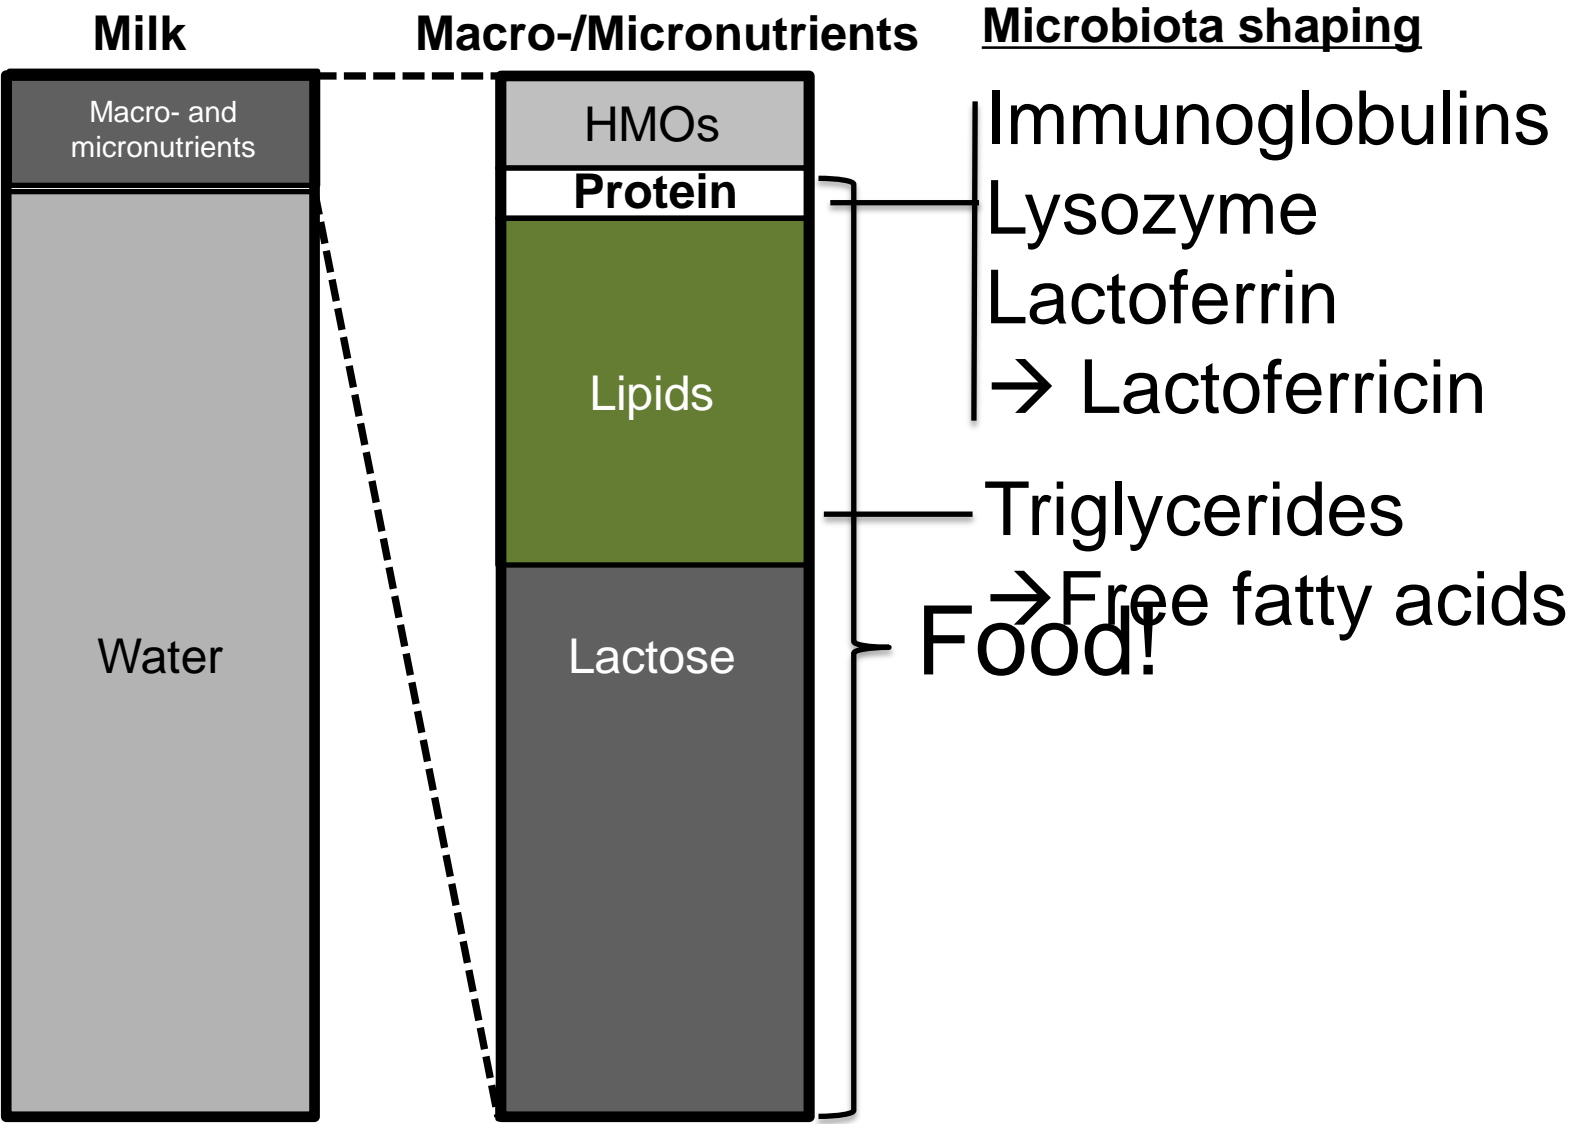 Milk
Macro-/Micronutrients
Microbiota shaping
Macro- and
micronutrients
Water
HMOs
Protein
Lipids
Lactose
Immunoglobulins
Lysozyme
Lactoferrin
→ Lactoferricin
Triglycerides
→Free fatty acids
Food!